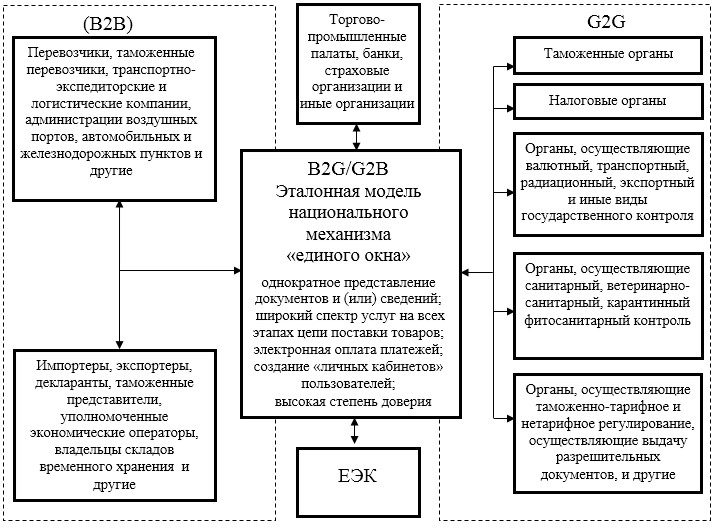 (B2B)
Перевозчики, таможенные
перевозчики, транспортно-
экспедиторские и
логистические компании,
администрации воздушных
портов, автомобильных и
железнодорожных пунктов и
другие
Импортеры, экспортеры,
декларанты, таможенные
представители,
уполномоченные
экономические операторы,
владельцы складов
временного хранения и
другие
Торгово-
промышленные
палаты, банки,
страховые
организации и
иные организации
B2G/G2B
Эталонная модель
национального
механизма
«единого окна»
однократное представление
документов и (или) сведений;
широкий спектр услуг на всех
этапах цепи поставки товаров;
электронная оплата платежей;
создание «личных кабинетов»
пользователей;
высокая степень доверия
ЕЭК
G2G
Таможенные органы
Налоговые органы
Органы, осуществляющие
валютный, транспортный,
радиационный, экспортный
и иные виды
государственного контроля
Органы, осуществляющие
санитарный, ветеринарно-
санитарный, карантинный
фитосанитарный контроль
Органы, осуществляющие
таможенно-тарифное и
нетарифное регулирование,
осуществляющие выдачу
разрешительных
документов, и другие